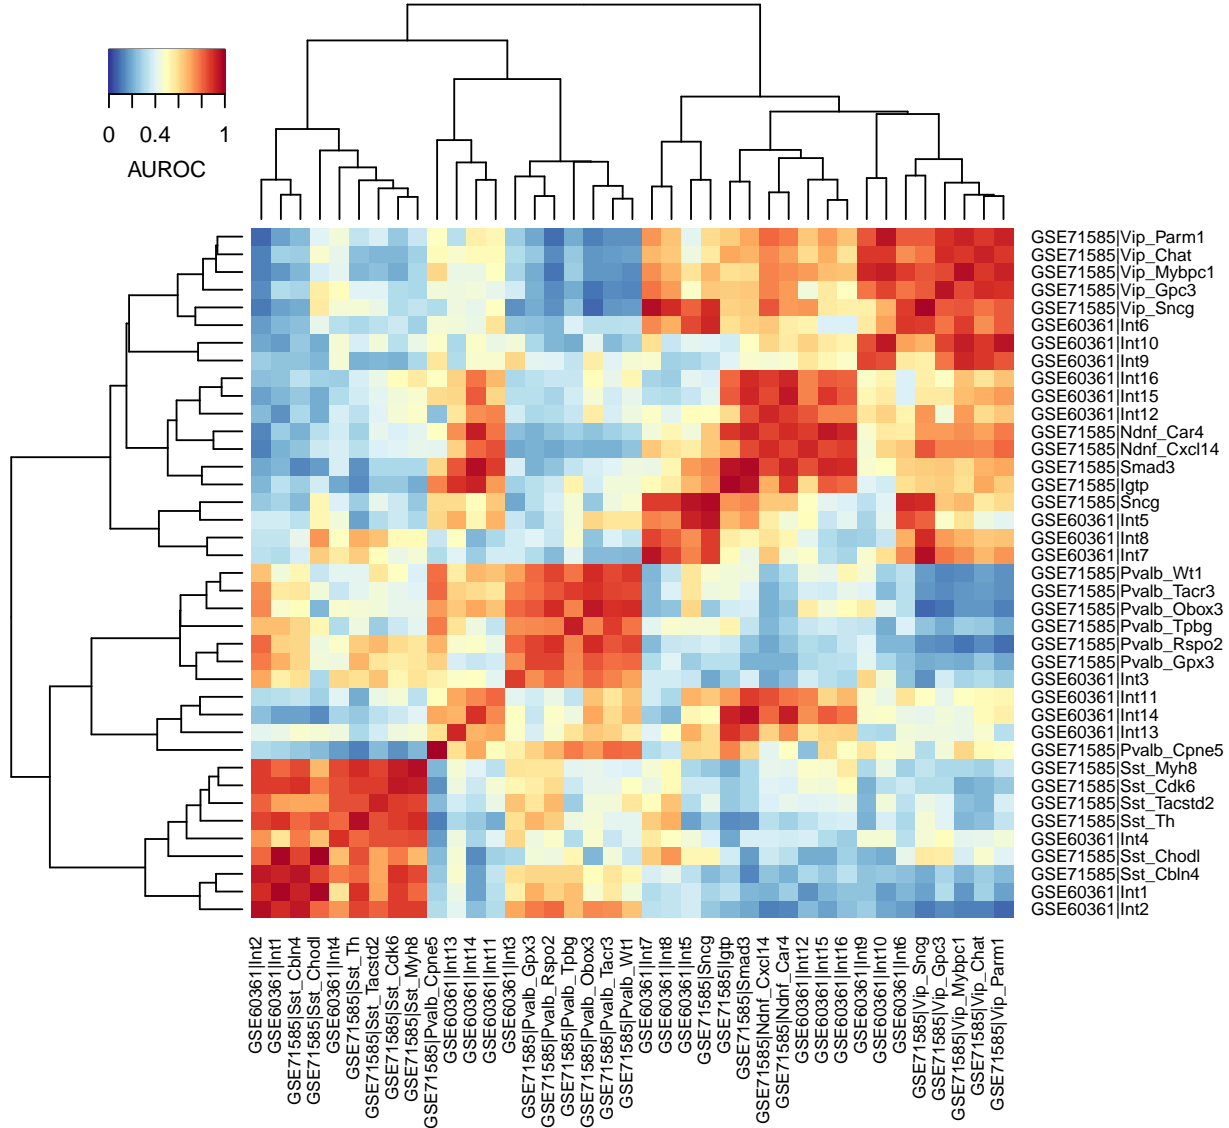 0 0.4 1
AUROC
GSE71585|Vip_Parm1
GSE71585|Vip_Chat
GSE71585|Vip_Mybpc1
GSE71585|Vip_Gpc3
GSE71585|Vip_Sncg
GSE60361|Int6
GSE60361|Int10
GSE60361|Int9
GSE60361|Int16
GSE60361|Int15
GSE60361|Int12
GSE71585|Ndnf_Car4
GSE71585|Ndnf_Cxcl14
GSE71585|Smad3
GSE71585|Igtp
GSE71585|Sncg
GSE60361|Int5
GSE60361|Int8
GSE60361|Int7
GSE71585|Pvalb_Wt1
GSE71585|Pvalb_Tacr3
GSE71585|Pvalb_Obox3
GSE71585|Pvalb_Tpbg
GSE71585|Pvalb_Rspo2
GSE71585|Pvalb_Gpx3
GSE60361|Int3
GSE60361|Int11
GSE60361|Int14
GSE60361|Int13
GSE71585|Pvalb_Cpne5
GSE71585|Sst_Myh8
GSE71585|Sst_Cdk6
GSE71585|Sst_Tacstd2
GSE71585|Sst_Th
GSE60361|Int4
GSE71585|Sst_Chodl
GSE71585|Sst_Cbln4
GSE60361|Int1
GSE60361|Int2
GSE60361|Int2
GSE60361|Int1
GSE71585|Sst_Cbln4
GSE71585|Sst_Chodl
GSE60361|Int4
GSE71585|Sst_Th
GSE71585|Sst_Tacstd2
GSE71585|Sst_Cdk6
GSE71585|Sst_Myh8
GSE71585|Pvalb_Cpne5
GSE60361|Int13
GSE60361|Int14
GSE60361|Int11
GSE60361|Int3
GSE71585|Pvalb_Gpx3
GSE71585|Pvalb_Rspo2
GSE71585|Pvalb_Tpbg
GSE71585|Pvalb_Obox3
GSE71585|Pvalb_Tacr3
GSE71585|Pvalb_Wt1
GSE60361|Int7
GSE60361|Int8
GSE60361|Int5
GSE71585|Sncg
GSE71585|Igtp
GSE71585|Smad3
GSE71585|Ndnf_Cxcl14
GSE71585|Ndnf_Car4
GSE60361|Int12
GSE60361|Int15
GSE60361|Int16
GSE60361|Int9
GSE60361|Int10
GSE60361|Int6
GSE71585|Vip_Sncg
GSE71585|Vip_Gpc3
GSE71585|Vip_Mybpc1
GSE71585|Vip_Chat
GSE71585|Vip_Parm1